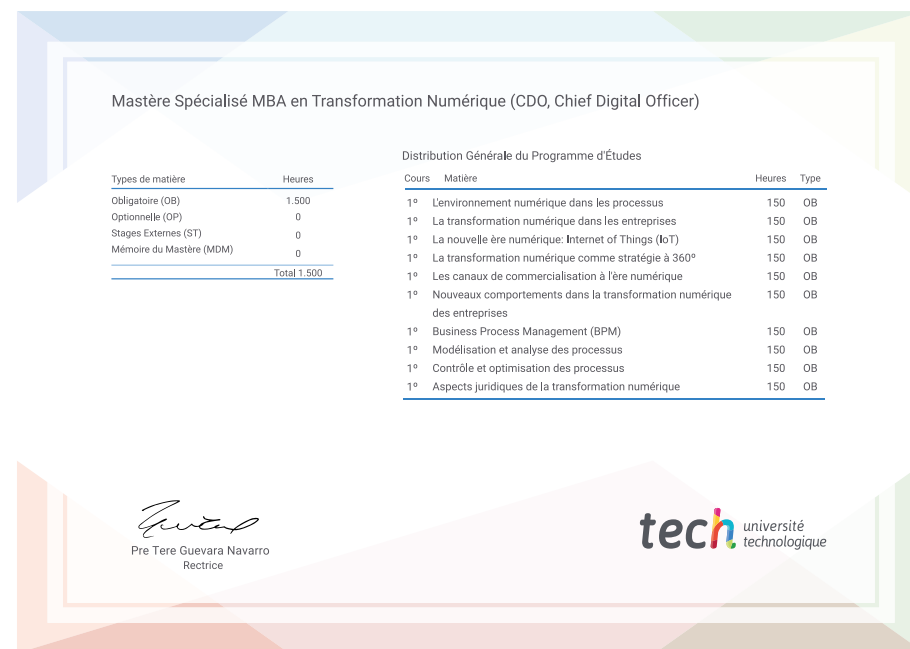 Mastère Spécialisé MBA en Transformation Numérique (CDO, Chief Digital Officer)
Types de matière Heures
Obligatoire (OB) 1.500
Optionnelle (OP) 0
Stages Externes (ST) 0
Mémoire du Mastère (MDM) 0
Total 1.500
Distribution Générale du Programme d'Études
Cours Matière Heures Type
1º L'environnement numérique dans les processus 150 OB
1º La transformation numérique dans les entreprises 150 OB
1º La nouvelle ère numérique: Internet of Things (IoT) 150 OB
1º La transformation numérique comme stratégie à 360º 150 OB
1º Les canaux de commercialisation à l'ère numérique 150 OB
1º Nouveaux comportements dans la transformation numérique 150 OB
des entreprises
1º Business Process Management (BPM) 150 OB
1º Modélisation et analyse des processus 150 OB
1º Contrôle et optimisation des processus 150 OB
1º Aspects juridiques de la transformation numérique 150 OB
Pre Tere Guevara Navarro
Rectrice
tech université
technologique